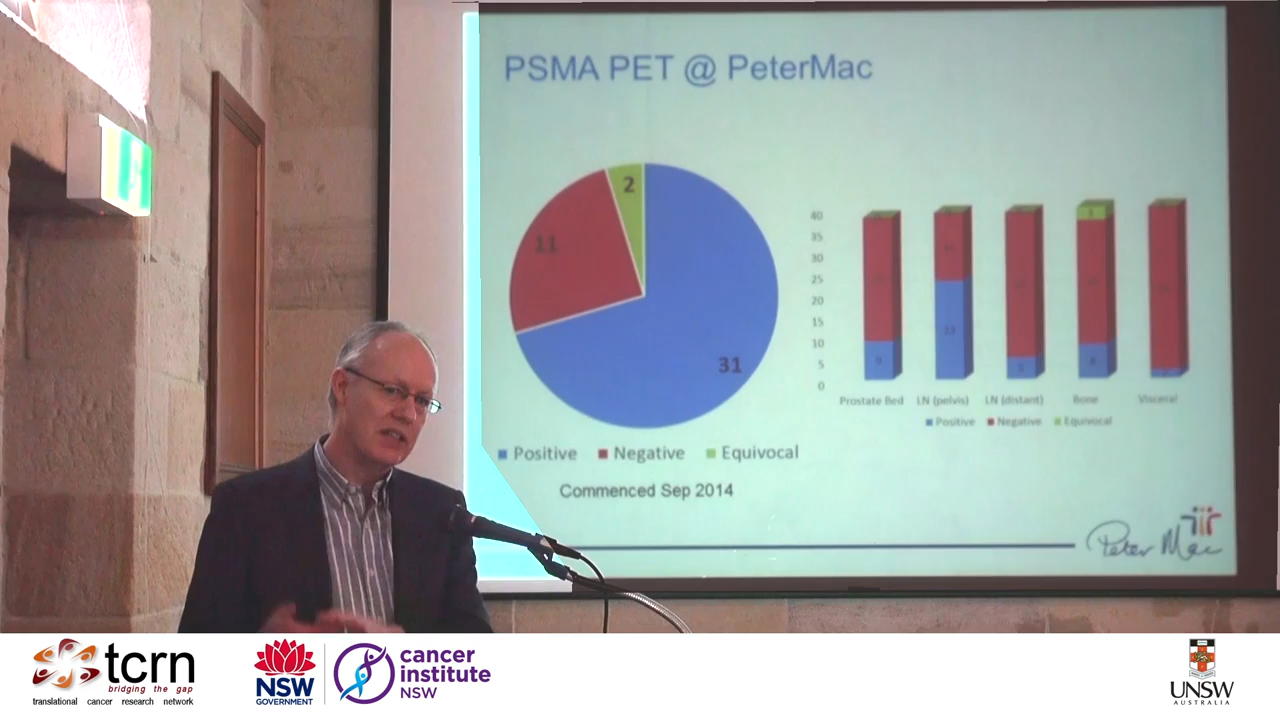 PSMA PET @ PeterMac
2
11
31
Positive Negative Equivocal
Commenced Sep 2014
40
35
30
25
20
15
10
5
0
9
23
Prostate Bed LN (pelvis) LN (distant) Bone Visceral
Positive Negative Equivocal
Peter Mac
tcrn
bridging the gap
translational cancer research network
NSW
GOVERNMENT
cancer
institute
NSW
UNSW
AUSTRALIA